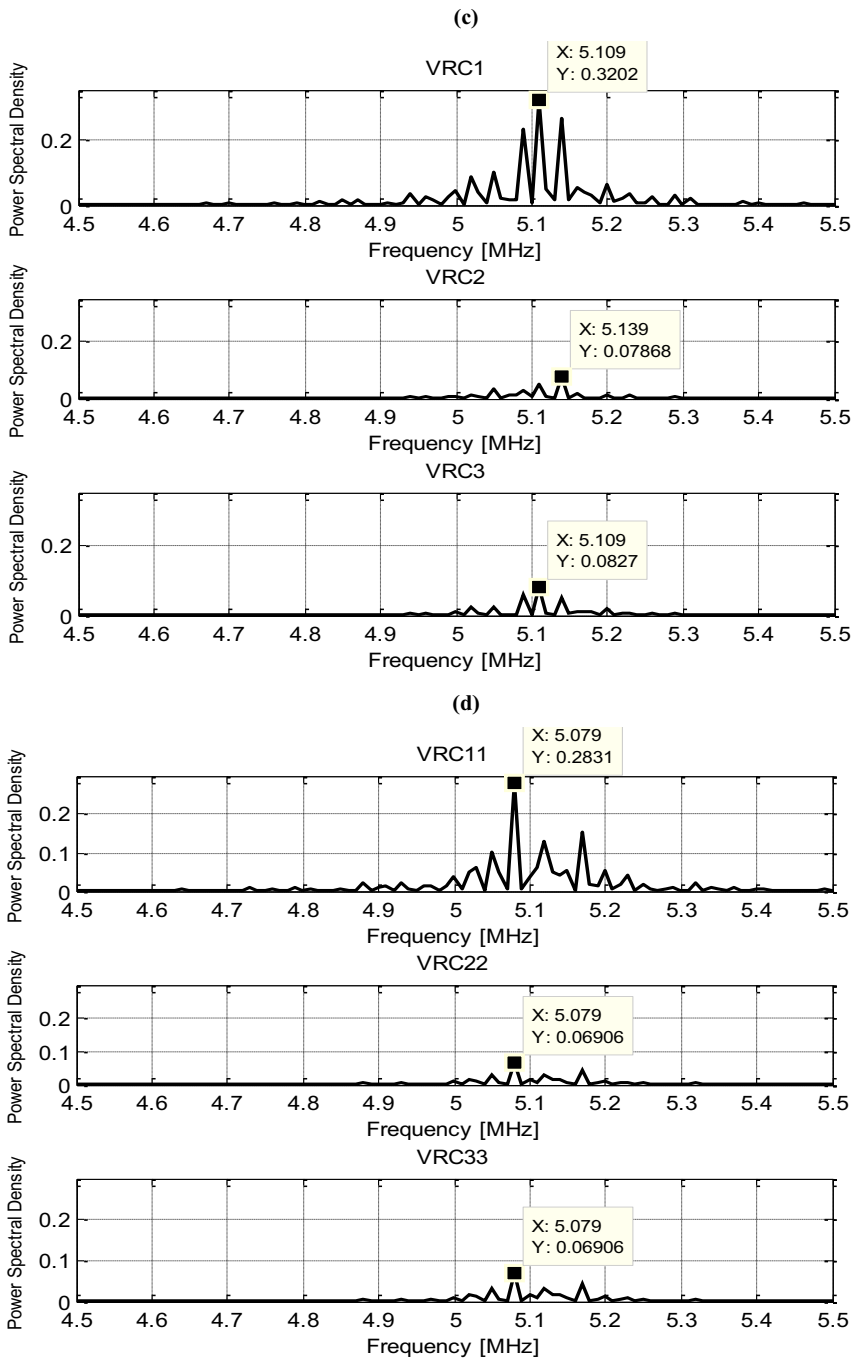 (c)
VRC1
X: 5.109
Y: 0.3202
Power Spectral Density
0.2
0
4.5 4.6 4.7 4.8 4.9 5 5.1 5.2 5.3 5.4 5.5
Frequency [MHz]
VRC2
X: 5.139
Y: 0.07868
Power Spectral Density
0.2
0
4.5 4.6 4.7 4.8 4.9 5 5.1 5.2 5.3 5.4 5.5
Frequency [MHz]
VRC3
X: 5.109
Y: 0.0827
Power Spectral Density
0.2
0
4.5 4.6 4.7 4.8 4.9 5 5.1 5.2 5.3 5.4 5.5
Frequency [MHz]
(d)
VRC11
X: 5.079
Y: 0.2831
Power Spectral Density
0.2
0.1
0
4.5 4.6 4.7 4.8 4.9 5 5.1 5.2 5.3 5.4 5.5
Frequency [MHz]
VRC22
X: 5.079
Y: 0.06906
Power Spectral Density
0.2
0.1
0
4.5 4.6 4.7 4.8 4.9 5 5.1 5.2 5.3 5.4 5.5
Frequency [MHz]
VRC33
X: 5.079
Y: 0.06906
Power Spectral Density
0.2
0.1
0
4.5 4.6 4.7 4.8 4.9 5 5.1 5.2 5.3 5.4 5.5
Frequency [MHz]